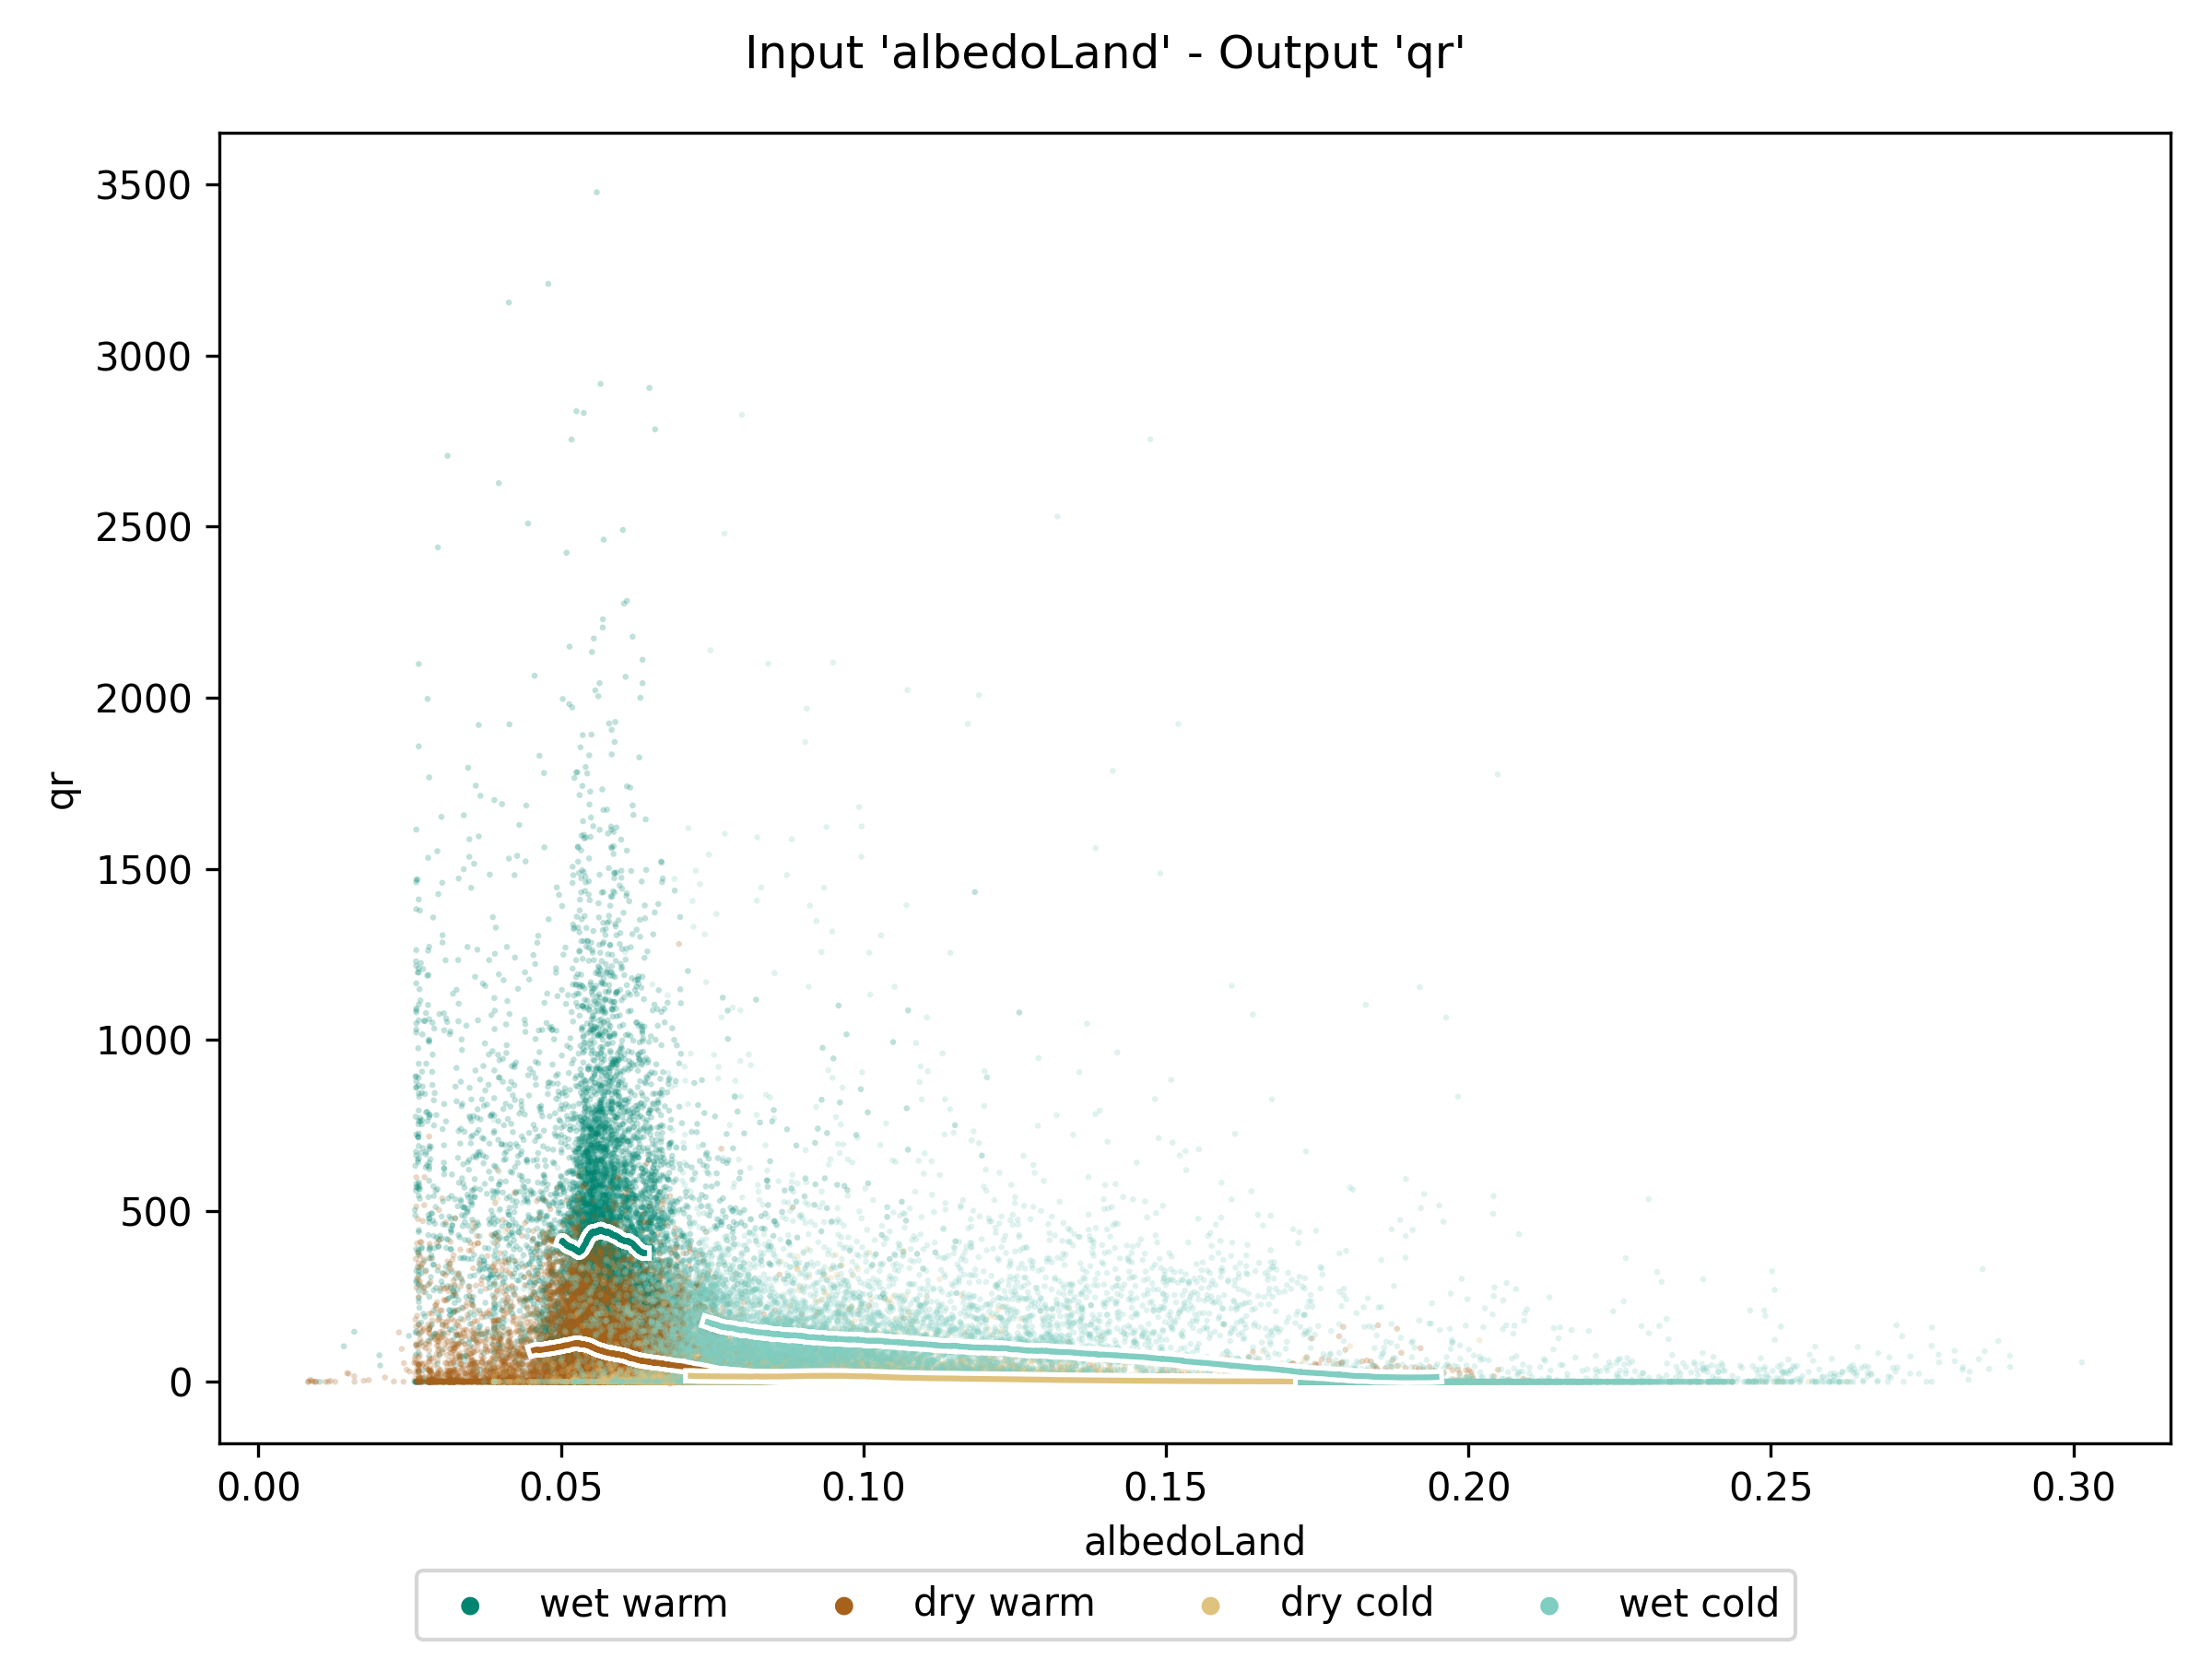 Input 'albedoLand' - Output 'qr'
3500
3000
2500
2000
1500
1000
500
0
qr
0.00 0.05 0.10 0.15 0.20 0.25 0.30
albedoLand
wet warm dry warm dry cold wet cold